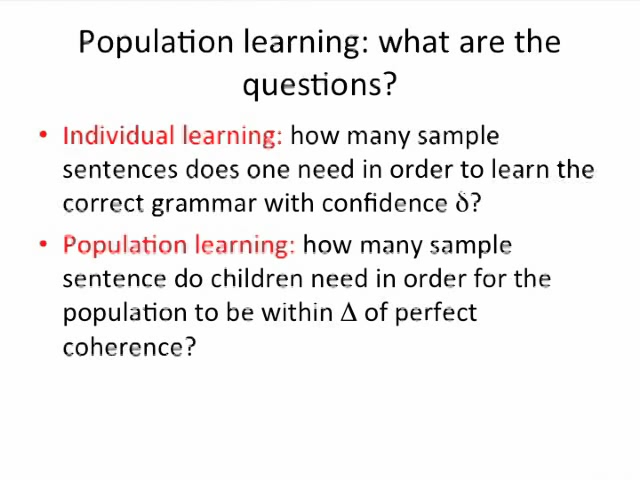 Population learning: what are the
questions?
• Individual learning: how many sample
sentences does one need in order to learn the
correct grammar with confidence δ?
• Population learning: how many sample
sentence do children need in order for the
population to be within Δ of perfect
coherence?